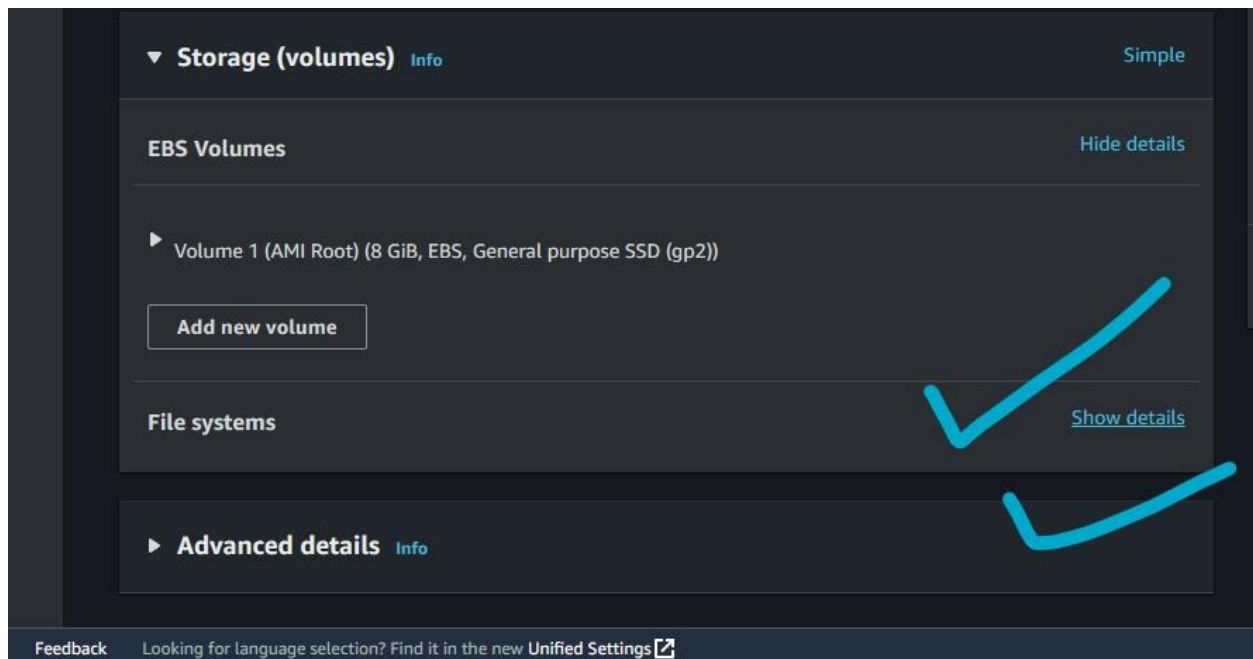 Storage (volumes) Info Simple
EBS Volumes Hide details
Volume 1 (AMI Root) (8 GiB, EBS, General purpose SSD (gp2))
Add new volume
File systems Show details
Advanced details Info
Feedback Looking for language selection? Find it in the new Unified Settings